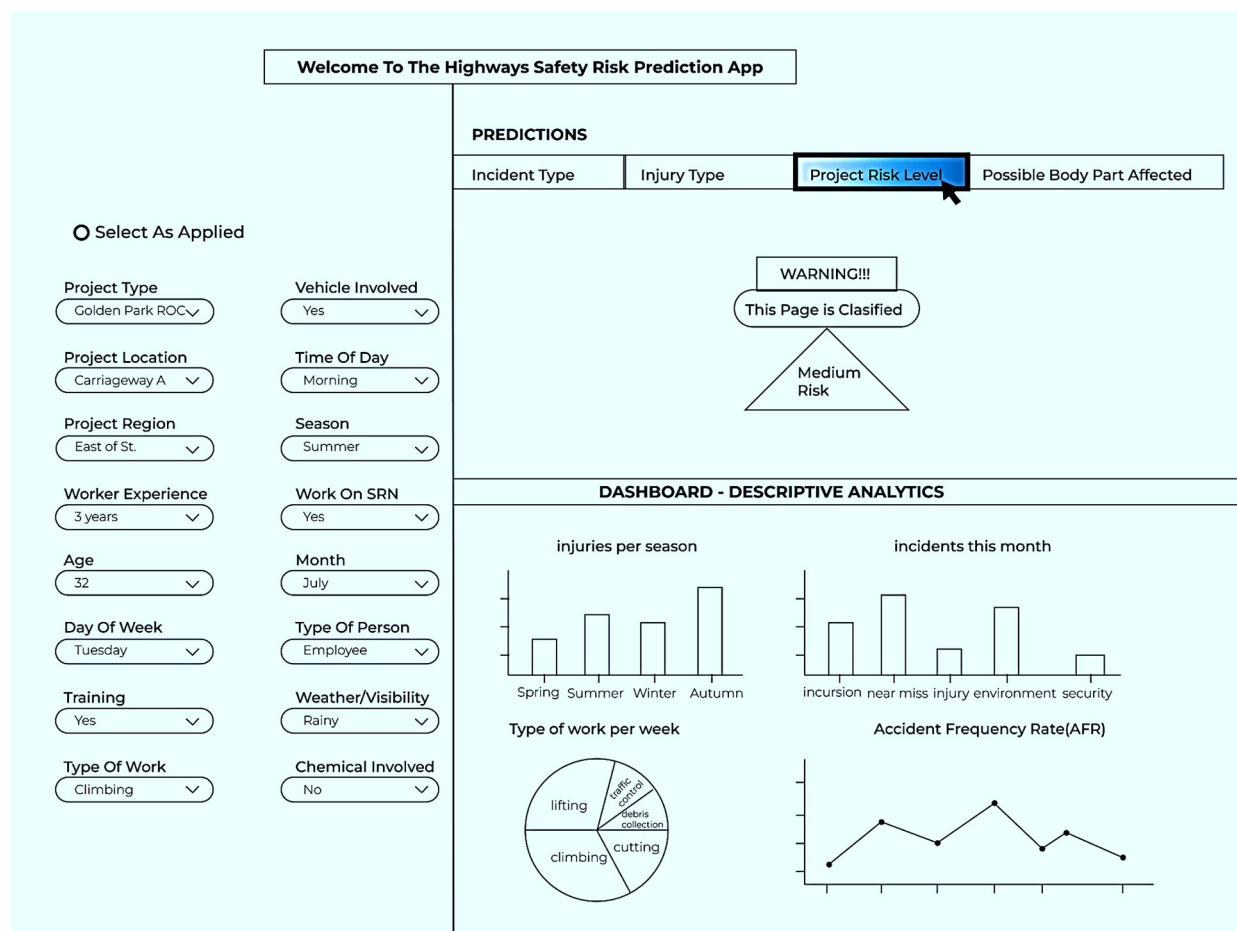 Welcome To The Highways Safety Risk Prediction App
PREDICTIONS
Incident Type
Injury Type
Project Risk Level
Possible Body Part Affected
Select As Applied
Project Type
Golden Park ROC
Vehicle Involved
Yes
Project Location
Carriageway A
Time Of Day
Morning
Project Region
East of St.
Season
Summer
Worker Experience
3 years
Work On SRN
Yes
Age
32
Month
July
Day Of Week
Tuesday
Type Of Person
Employee
Training
Yes
Weather/Visibility
Rainy
Type Of Work
Climbing
Chemical Involved
No
WARNING!!!
This Page is Clasified
Medium
Risk
DASHBOARD - DESCRIPTIVE ANALYTICS
injuries per season
Spring Summer Winter Autumn
incidents this month
incursion near miss injury environment security
Type of work per week
lifting
traffic
control
debris
collection
cutting
climbing
Accident Frequency Rate(AFR)